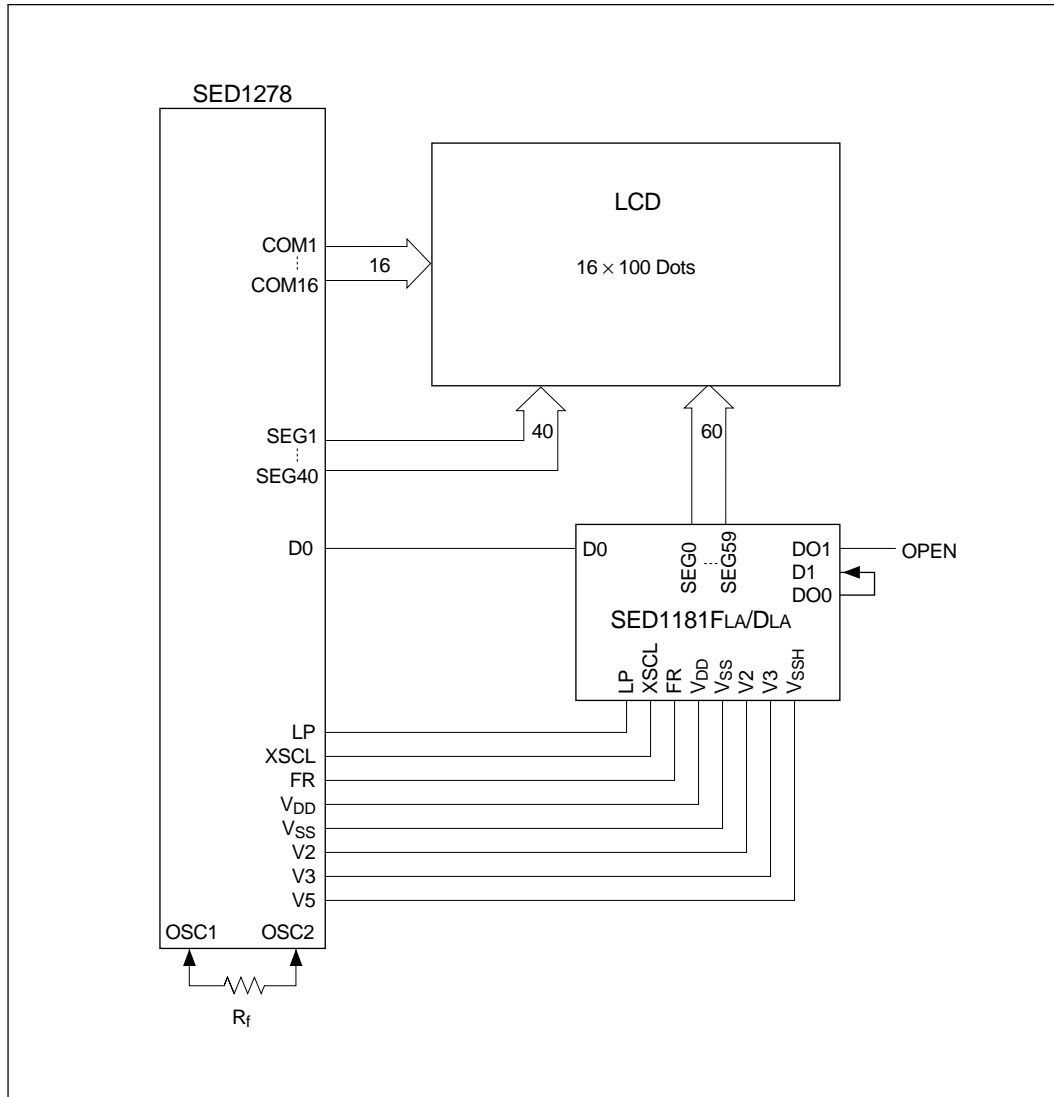 SED1278
LCD
16 × 100 Dots
COM1
COM16
16
SEG1
SEG40
40
60
D0
D0
SEG0
SEG59
DO1
D1
DO0
OPEN
SED1181FLA/DLA
LP
XSCL
FR
VDD
VSS
V2
V3
VSSH
LP
XSCL
FR
VDD
VSS
V2
V3
V5
OSC1
OSC2
Rf